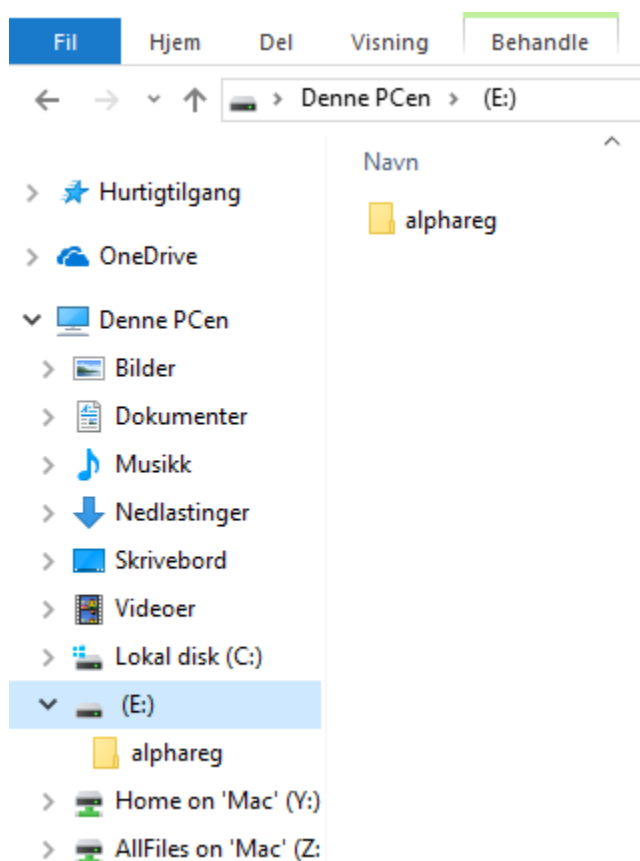 Fil Hjem Del Visning Behandle
Denne PCen (E:)
Navn
alphareg
Hurtigtilgang
OneDrive
Denne PCen
Bilder
Dokumenter
Musikk
Nedlastinger
Skrivebord
Videoer
Lokal disk (C:)
(E:)
alphareg
Home on 'Mac' (Y:)
AllFiles on 'Mac' (Z: